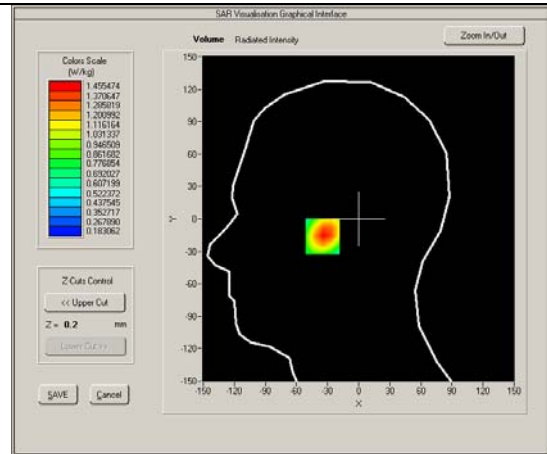 SAR Visualisation Graphical Interface
Volume Radiated Intensity
Zoom In/Out
Colors Scale
(W/kg)
1.455474
1.370647
1.285819
1.200992
1.116164
1.031337
0.946509
0.861682
0.776854
0.692027
0.607199
0.522372
0.437545
0.352717
0.267890
0.183062
Z Cuts Control
<< Upper Cut
Z = 0.2 mm
Lower Cut >>
SAVE Cancel
150
120
90
60
30
0
-30
-60
-90
-120
-150
Y
-150 -120 -90 -60 -30 0 30 60 90 120 150
X